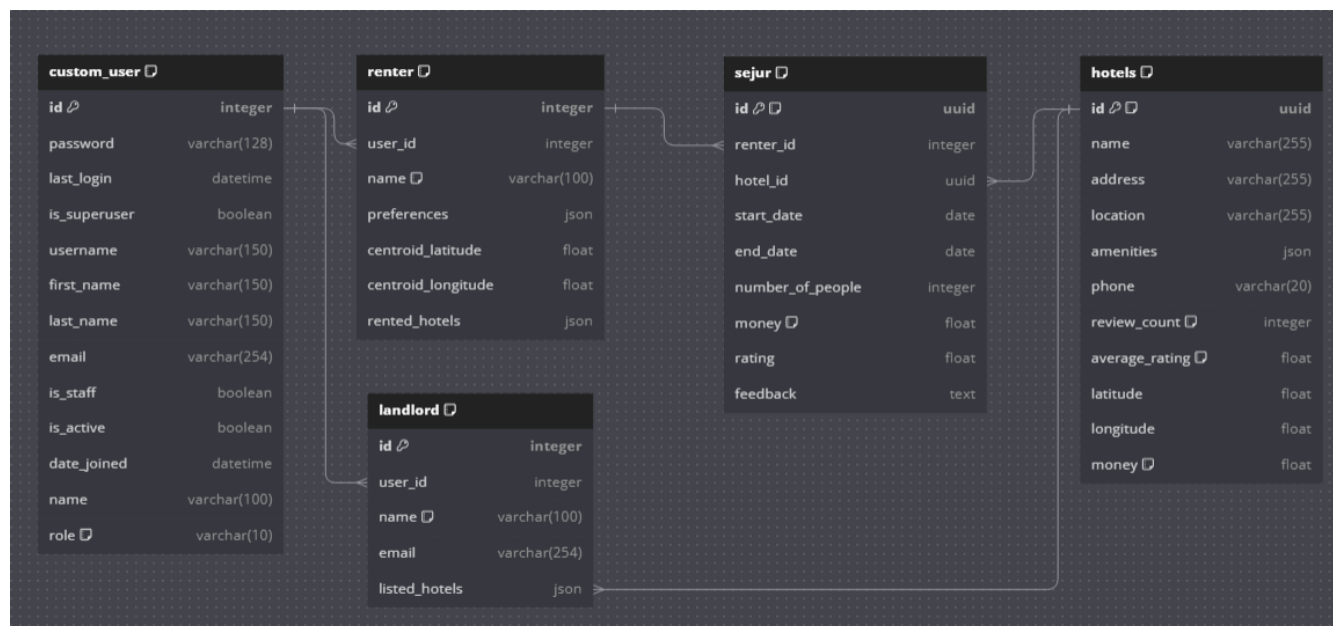 custom_user
id integer
password varchar(128)
last_login datetime
is_superuser boolean
username varchar(150)
first_name varchar(150)
last_name varchar(150)
email varchar(254)
is_staff boolean
is_active boolean
date_joined datetime
name varchar(100)
role varchar(10)
renter
id integer
user_id integer
name varchar(100)
preferences json
centroid_latitude float
centroid_longitude float
rented_hotels json
landlord
id integer
user_id integer
name varchar(100)
email varchar(254)
listed_hotels json
sejur
id uuid
renter_id integer
hotel_id uuid
start_date date
end_date date
number_of_people integer
money float
rating float
feedback text
hotels
id uuid
name varchar(255)
address varchar(255)
location varchar(255)
amenities json
phone varchar(20)
review_count integer
average_rating float
latitude float
longitude float
money float